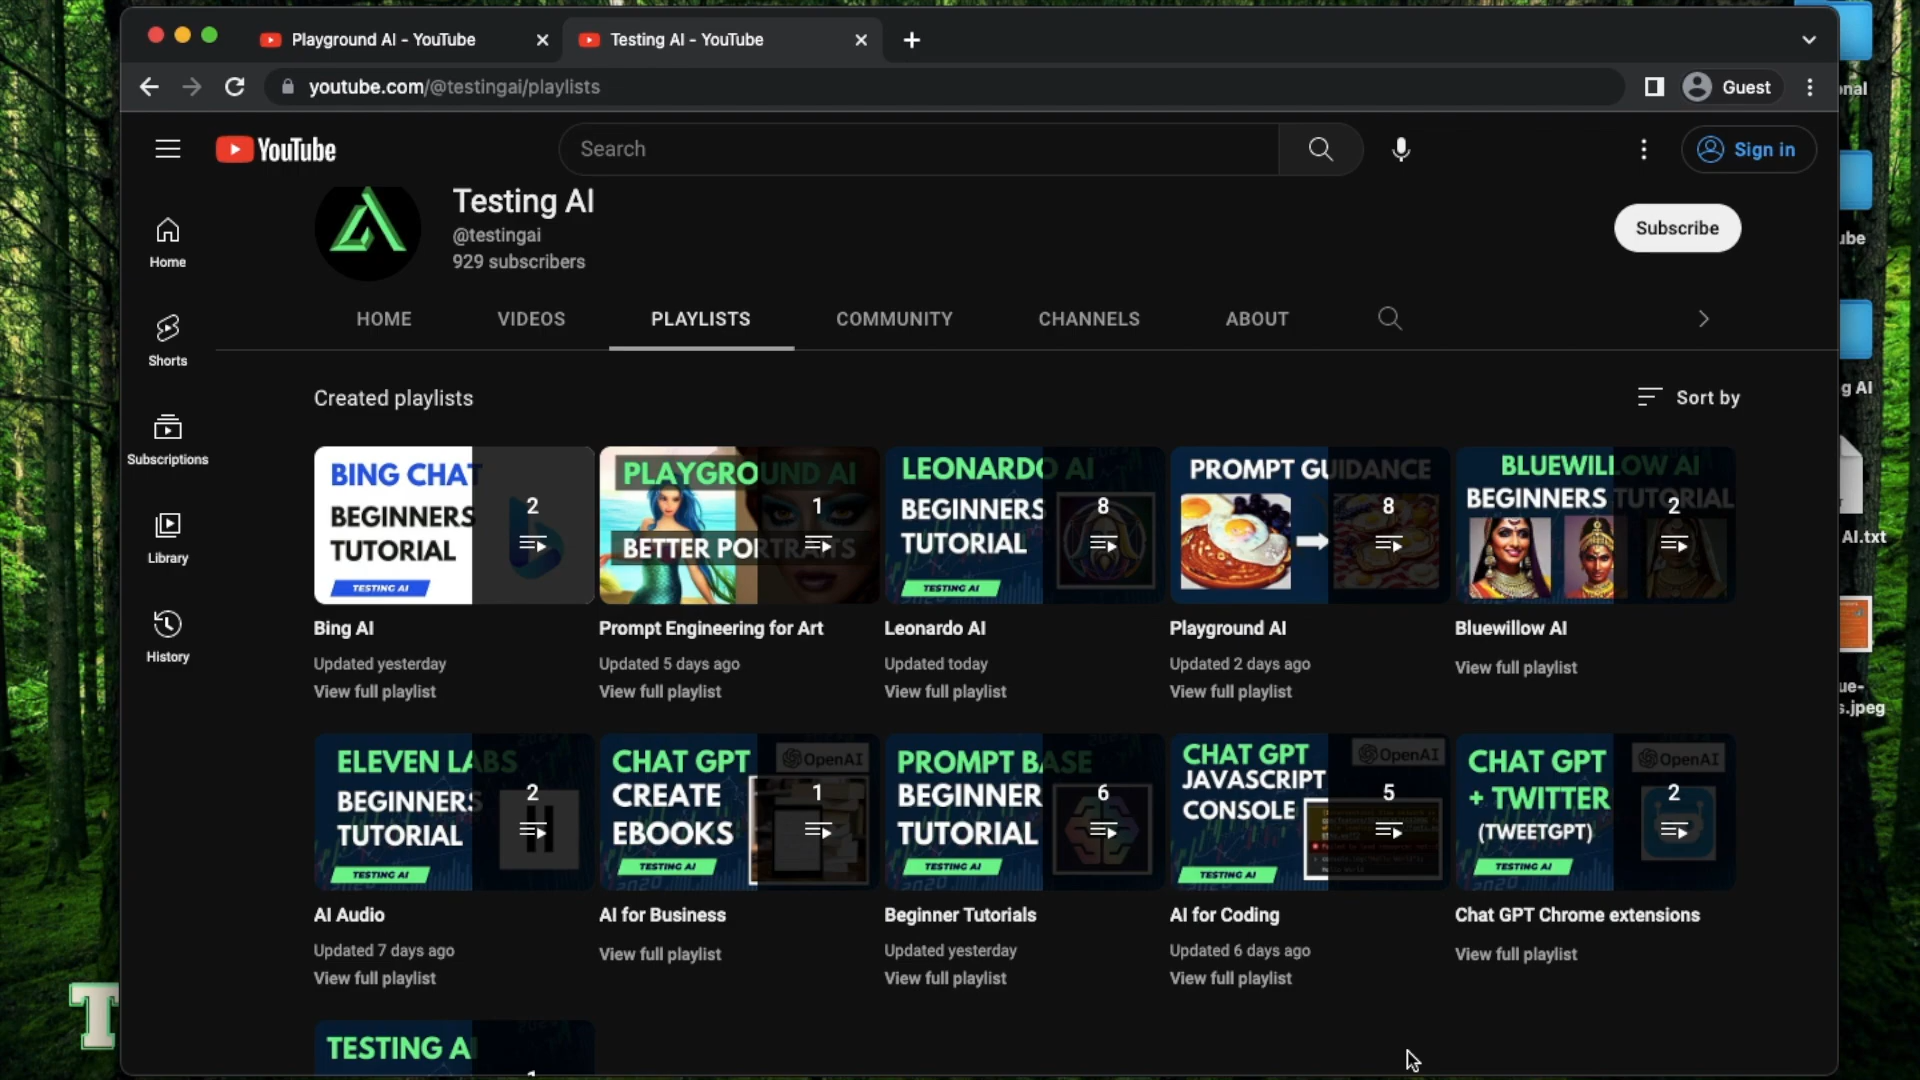 Playground AI - YouTube
Testing AI - YouTube
youtube.com/@testingai/playlists
Guest
YouTube
Search
Sign in
Testing AI
@testingai
929 subscribers
Subscribe
Home
Shorts
Subscriptions
Library
History
HOME
VIDEOS
PLAYLISTS
COMMUNITY
CHANNELS
ABOUT
Created playlists
Sort by
BING CHAT
BEGINNERS
TUTORIAL
TESTING AI
2
Bing AI
Updated yesterday
View full playlist
PLAYGROUND AI
BETTER PORTRAITS
1
Prompt Engineering for Art
Updated 5 days ago
View full playlist
LEONARDO AI
BEGINNERS
TUTORIAL
TESTING AI
8
Leonardo AI
Updated today
View full playlist
PROMPT GUIDANCE
8
Playground AI
Updated 2 days ago
View full playlist
BLUEWILLOW AI
BEGINNERS TUTORIAL
2
Bluewillow AI
View full playlist
ELEVEN LABS
BEGINNERS
TUTORIAL
TESTING AI
2
AI Audio
Updated 7 days ago
View full playlist
CHAT GPT
CREATE
EBOOKS
TESTING AI
OpenAI
1
AI for Business
View full playlist
PROMPT BASE
BEGINNER
TUTORIAL
TESTING AI
6
Beginner Tutorials
Updated yesterday
View full playlist
CHAT GPT
JAVASCRIPT
CONSOLE
TESTING AI
OpenAI
5
AI for Coding
Updated 6 days ago
View full playlist
CHAT GPT
+ TWITTER
(TWEETGPT)
TESTING AI
OpenAI
2
Chat GPT Chrome extensions
View full playlist
TESTING AI
onal
ube
g AI
AI.txt
ue-
s.jpeg
T